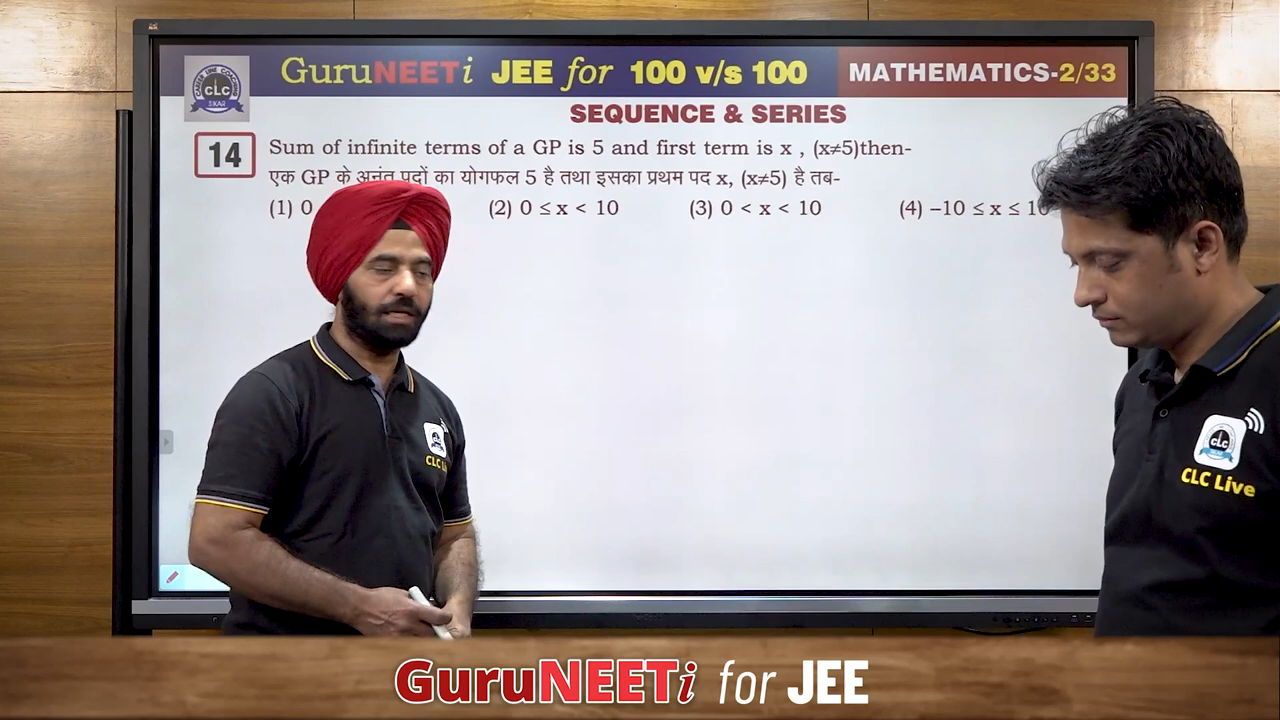 GuruNEETi JEE for 100 v/s 100
MATHEMATICS-2/33
CLC
SIKAR
SEQUENCE & SERIES
14
Sum of infinite terms of a GP is 5 and first term is x , (x≠5)then-
एक GP के अनंत पदों का योगफल 5 है तथा इसका प्रथम पद x, (x≠5) है तब-
(1) 0
(2) 0 ≤ x < 10
(3) 0 < x < 10
(4) –10 ≤ x ≤ 10
CLC
CLC
CLC Live
GuruNEETi for JEE